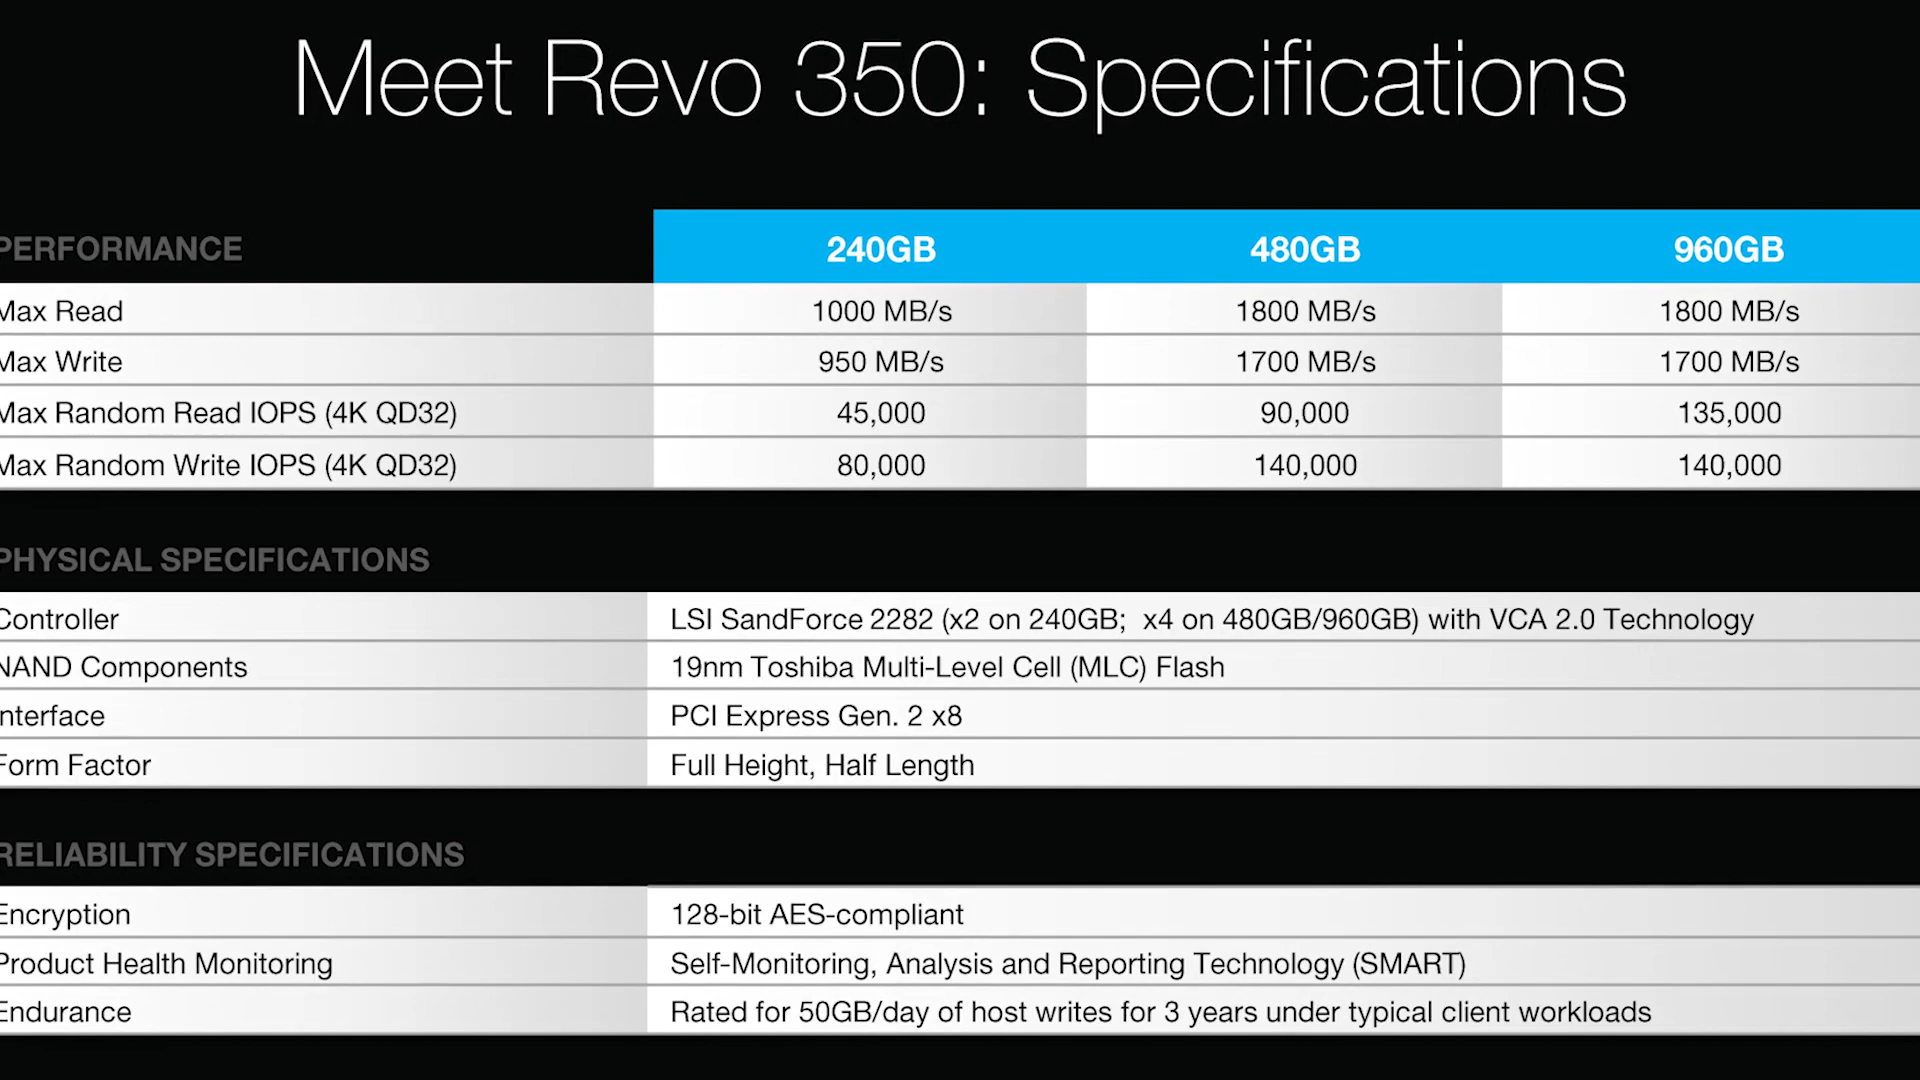 Meet Revo 350: Specifications
PERFORMANCE 240GB 480GB 960GB
Max Read 1000 MB/s 1800 MB/s 1800 MB/s
Max Write 950 MB/s 1700 MB/s 1700 MB/s
Max Random Read IOPS (4K QD32) 45,000 90,000 135,000
Max Random Write IOPS (4K QD32) 80,000 140,000 140,000
PHYSICAL SPECIFICATIONS
Controller LSI SandForce 2282 (x2 on 240GB; x4 on 480GB/960GB) with VCA 2.0 Technology
NAND Components 19nm Toshiba Multi-Level Cell (MLC) Flash
Interface PCI Express Gen. 2 x8
Form Factor Full Height, Half Length
RELIABILITY SPECIFICATIONS
Encryption 128-bit AES-compliant
Product Health Monitoring Self-Monitoring, Analysis and Reporting Technology (SMART)
Endurance Rated for 50GB/day of host writes for 3 years under typical client workloads